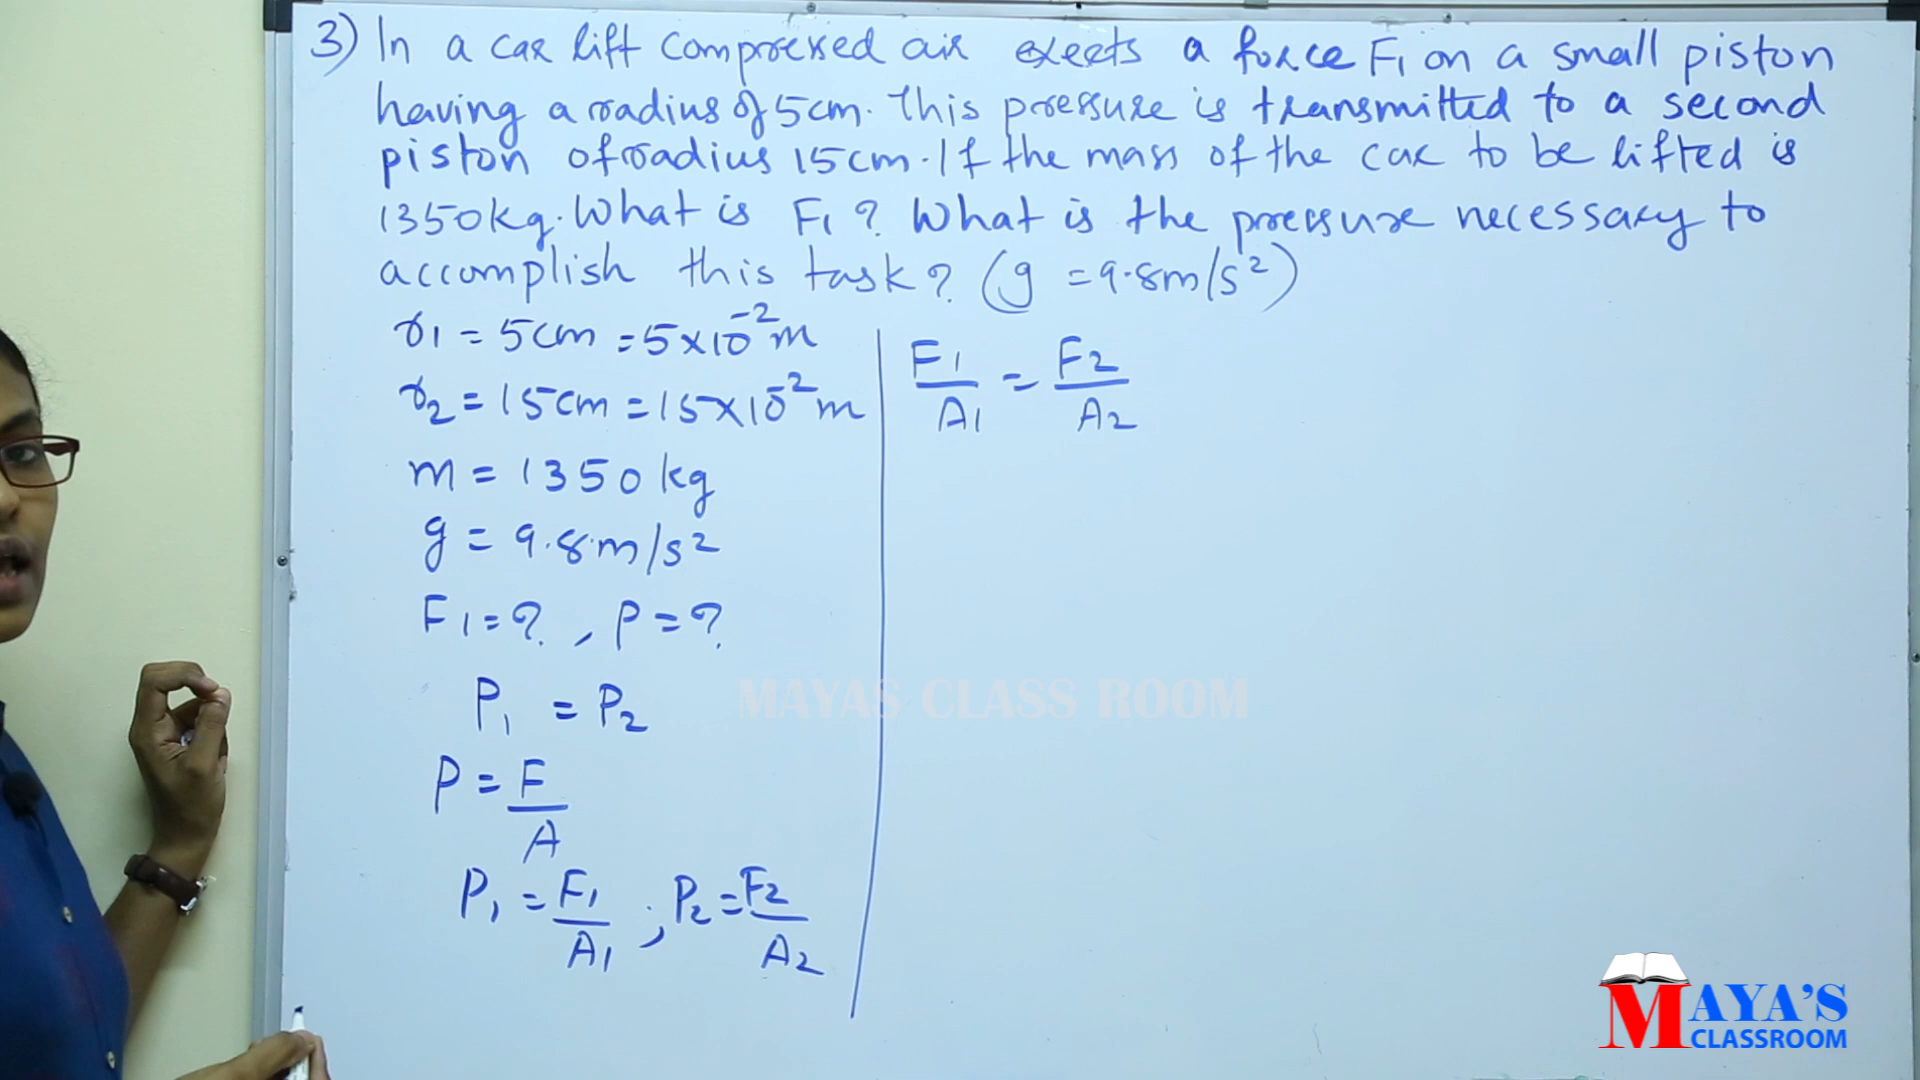 3) In a car lift compressed air exerts a force F₁ on a small piston
having a radius of 5cm. This pressure is transmitted to a second
piston of radius 15cm. If the mass of the car to be lifted is
1350kg. What is F₁? What is the pressure necessary to
accomplish this task? (g = 9.8m/s²)
r₁ = 5cm = 5×10⁻²m
r₂ = 15cm = 15×10⁻²m
m = 1350 kg
g = 9.8m/s²
F₁ = ?, P = ?
P₁ = P₂
P = F/A
P₁ = F₁/A₁ ; P₂ = F₂/A₂
F₁/A₁ = F₂/A₂
MAYAS CLASS ROOM
MAYA'S
CLASSROOM